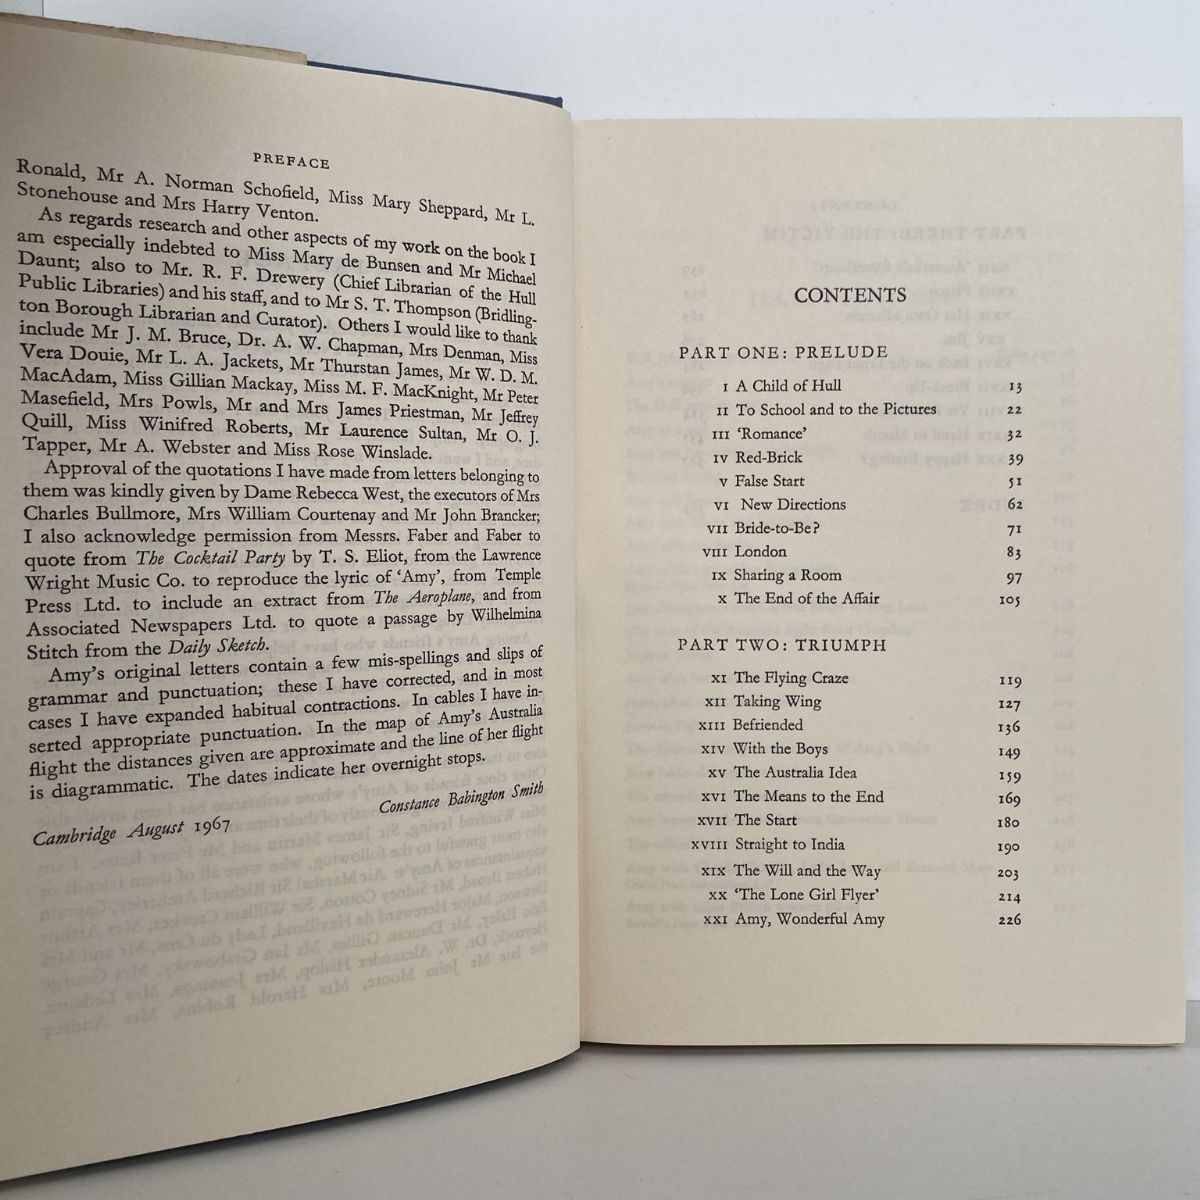 PREFACE
Ronald, Mr A. Norman Schofield, Miss Mary Sheppard, Mr L.
Stonehouse and Mrs Harry Venton.
As regards research and other aspects of my work on the book I
am especially indebted to Miss Mary de Bunsen and Mr Michael
Daunt; also to Mr. R. F. Drewery (Chief Librarian of the Hull
Public Libraries) and his staff, and to Mr S. T. Thompson (Bridling-
ton Borough Librarian and Curator). Others I would like to thank
include Mr J. M. Bruce, Dr. A. W. Chapman, Mrs Denman, Miss
Vera Douie, Mr L. A. Jackets, Mr Thurstan James, Mr W. D. M.
MacAdam, Miss Gillian Mackay, Miss M. F. MacKnight, Mr Peter
Masefield, Mrs Powls, Mr and Mrs James Priestman, Mr Jeffrey
Quill, Miss Winifred Roberts, Mr Laurence Sultan, Mr O. J.
Tapper, Mr A. Webster and Miss Rose Winslade.
Approval of the quotations I have made from letters belonging to
them was kindly given by Dame Rebecca West, the executors of Mrs
Charles Bullmore, Mrs William Courtenay and Mr John Brancker;
I also acknowledge permission from Messrs. Faber and Faber to
quote from The Cocktail Party by T. S. Eliot, from the Lawrence
Wright Music Co. to reproduce the lyric of ‘Amy’, from Temple
Press Ltd. to include an extract from The Aeroplane, and from
Associated Newspapers Ltd. to quote a passage by Wilhelmina
Stitch from the Daily Sketch.
Amy’s original letters contain a few mis-spellings and slips of
grammar and punctuation; these I have corrected, and in most
cases I have expanded habitual contractions. In cables I have in-
serted appropriate punctuation. In the map of Amy’s Australia
flight the distances given are approximate and the line of her flight
is diagrammatic. The dates indicate her overnight stops.
Constance Babington Smith
Cambridge August 1967
CONTENTS
PART ONE: PRELUDE
I A Child of Hull 13
II To School and to the Pictures 22
III ‘Romance’ 32
IV Red-Brick 39
V False Start 51
VI New Directions 62
VII Bride-to-Be? 71
VIII London 83
IX Sharing a Room 97
X The End of the Affair 105
PART TWO: TRIUMPH
XI The Flying Craze 119
XII Taking Wing 127
XIII Befriended 136
XIV With the Boys 149
XV The Australia Idea 159
XVI The Means to the End 169
XVII The Start 180
XVIII Straight to India 190
XIX The Will and the Way 203
XX ‘The Lone Girl Flyer’ 214
XXI Amy, Wonderful Amy 226